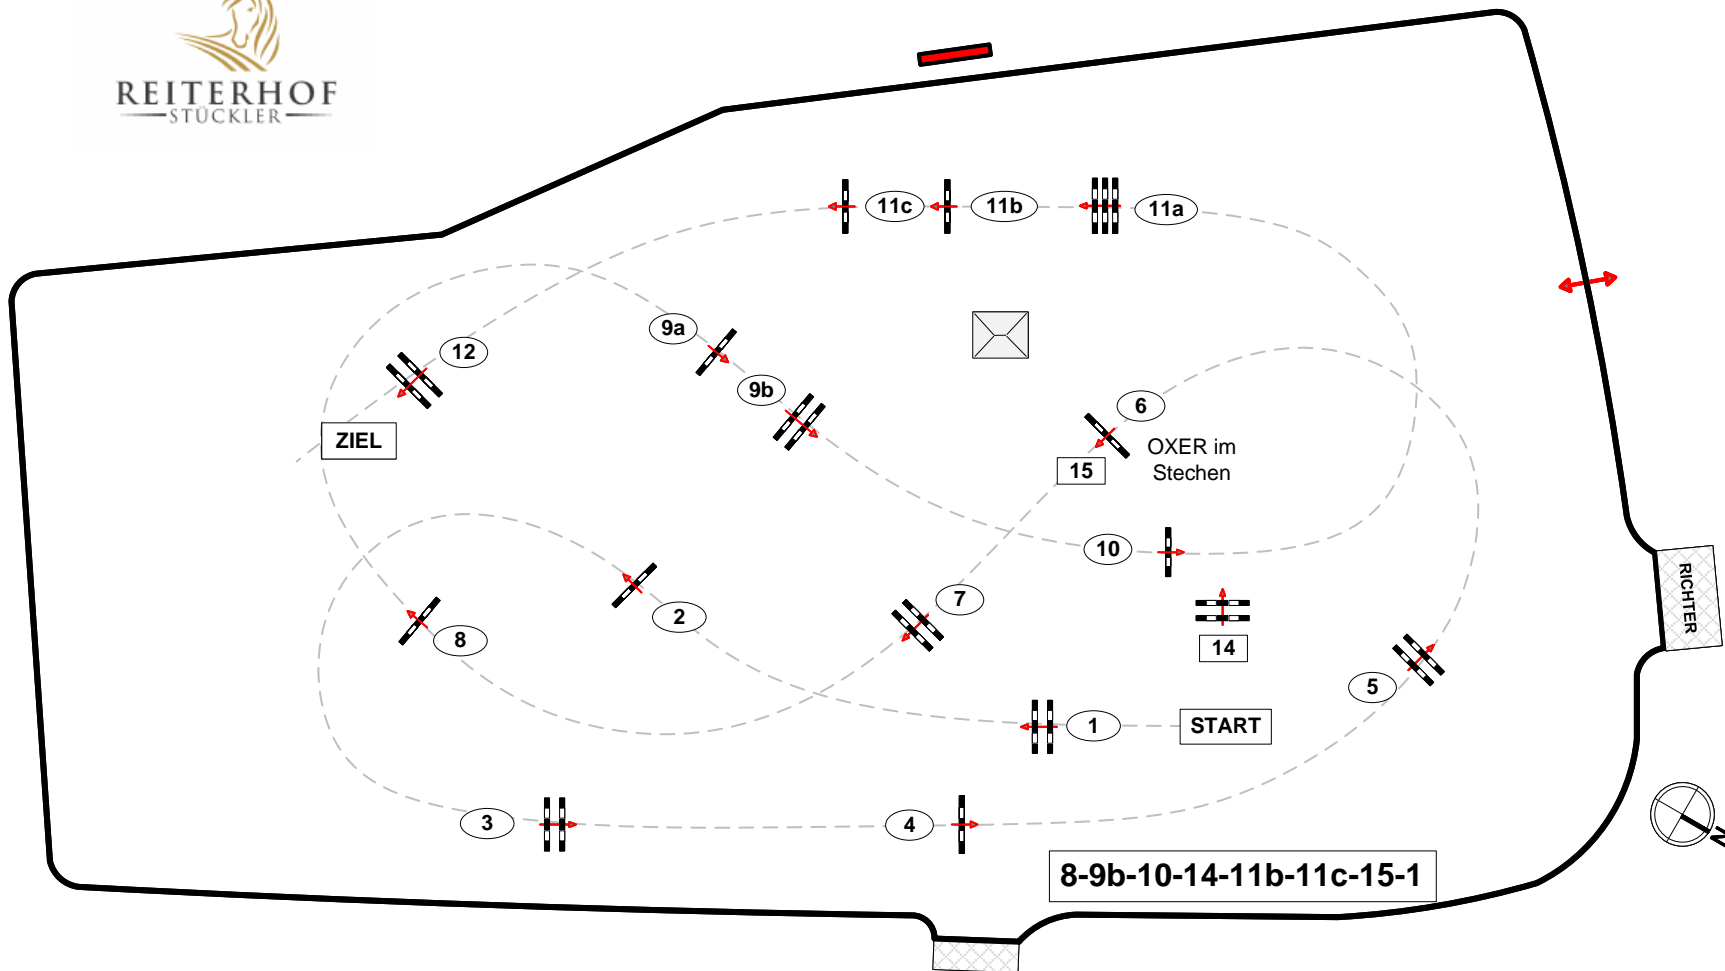 REITERHOF
STÜCKLER
11c
11b
11a
9a
12
9b
6
ZIEL
OXER im
Stechen
15
10
7
RICHTER
2
8
14
5
1
START
3
4
N
8-9b-10-14-11b-11c-15-1